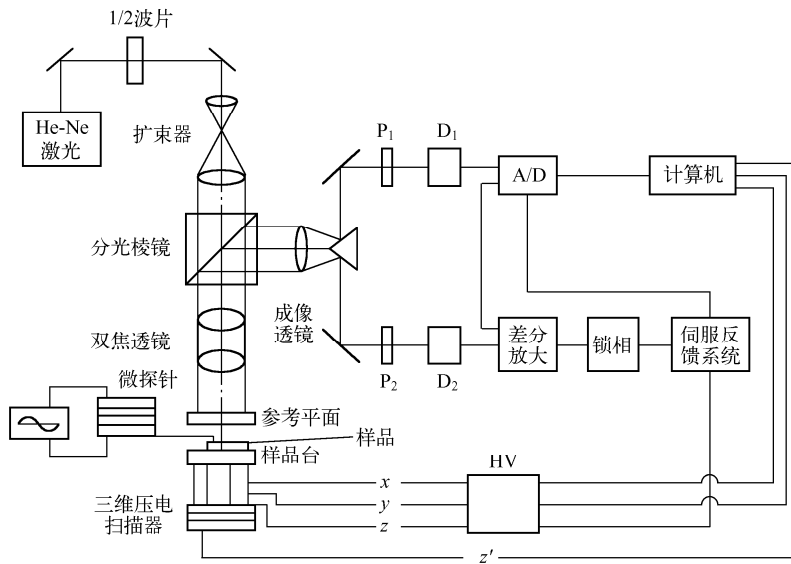 1/2波片
He-Ne
激光
扩束器
P1
D1
A/D
计算机
分光棱镜
成像
透镜
双焦透镜
P2
D2
差分
放大
锁相
伺服反
馈系统
微探针
参考平面
样品
样品台
HV
三维压电
扫描器
x
y
z
z′